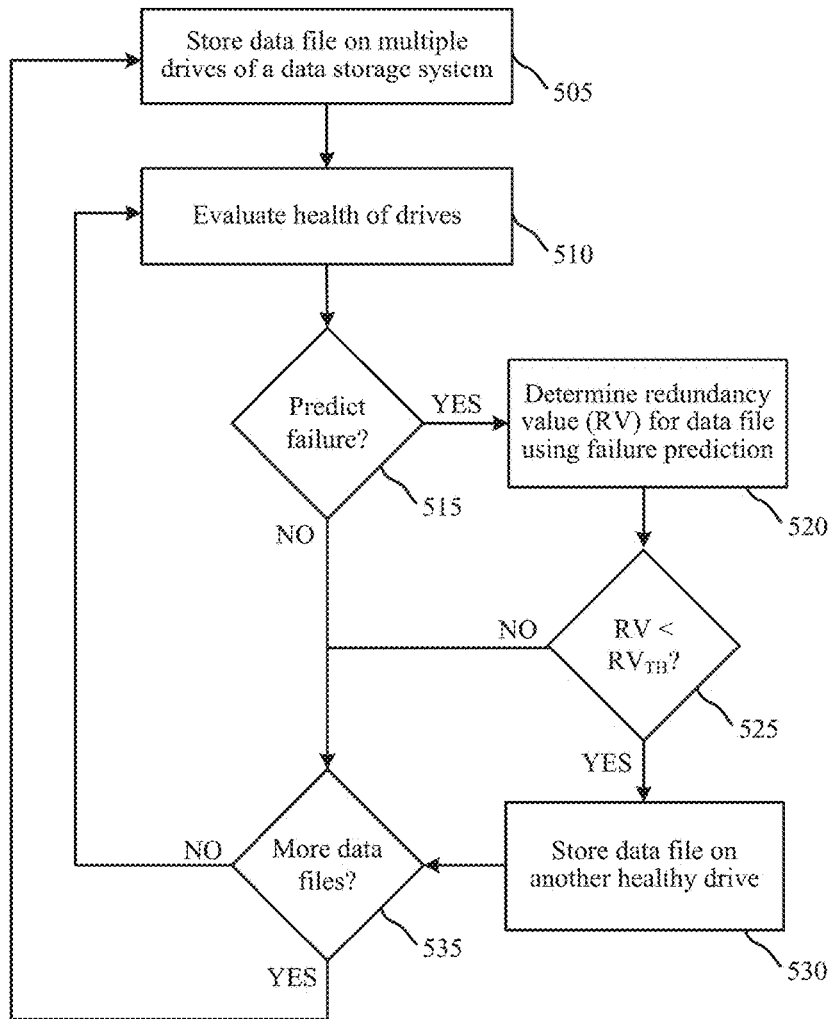 Store data file on multiple
drives of a data storage system
505
Evaluate health of drives
510
Predict
failure?
YES
515
NO
Determine redundancy
value (RV) for data file
using failure prediction
520
NO
RV <
RV_TH?
525
YES
Store data file on
another healthy drive
530
NO
More data
files?
535
YES